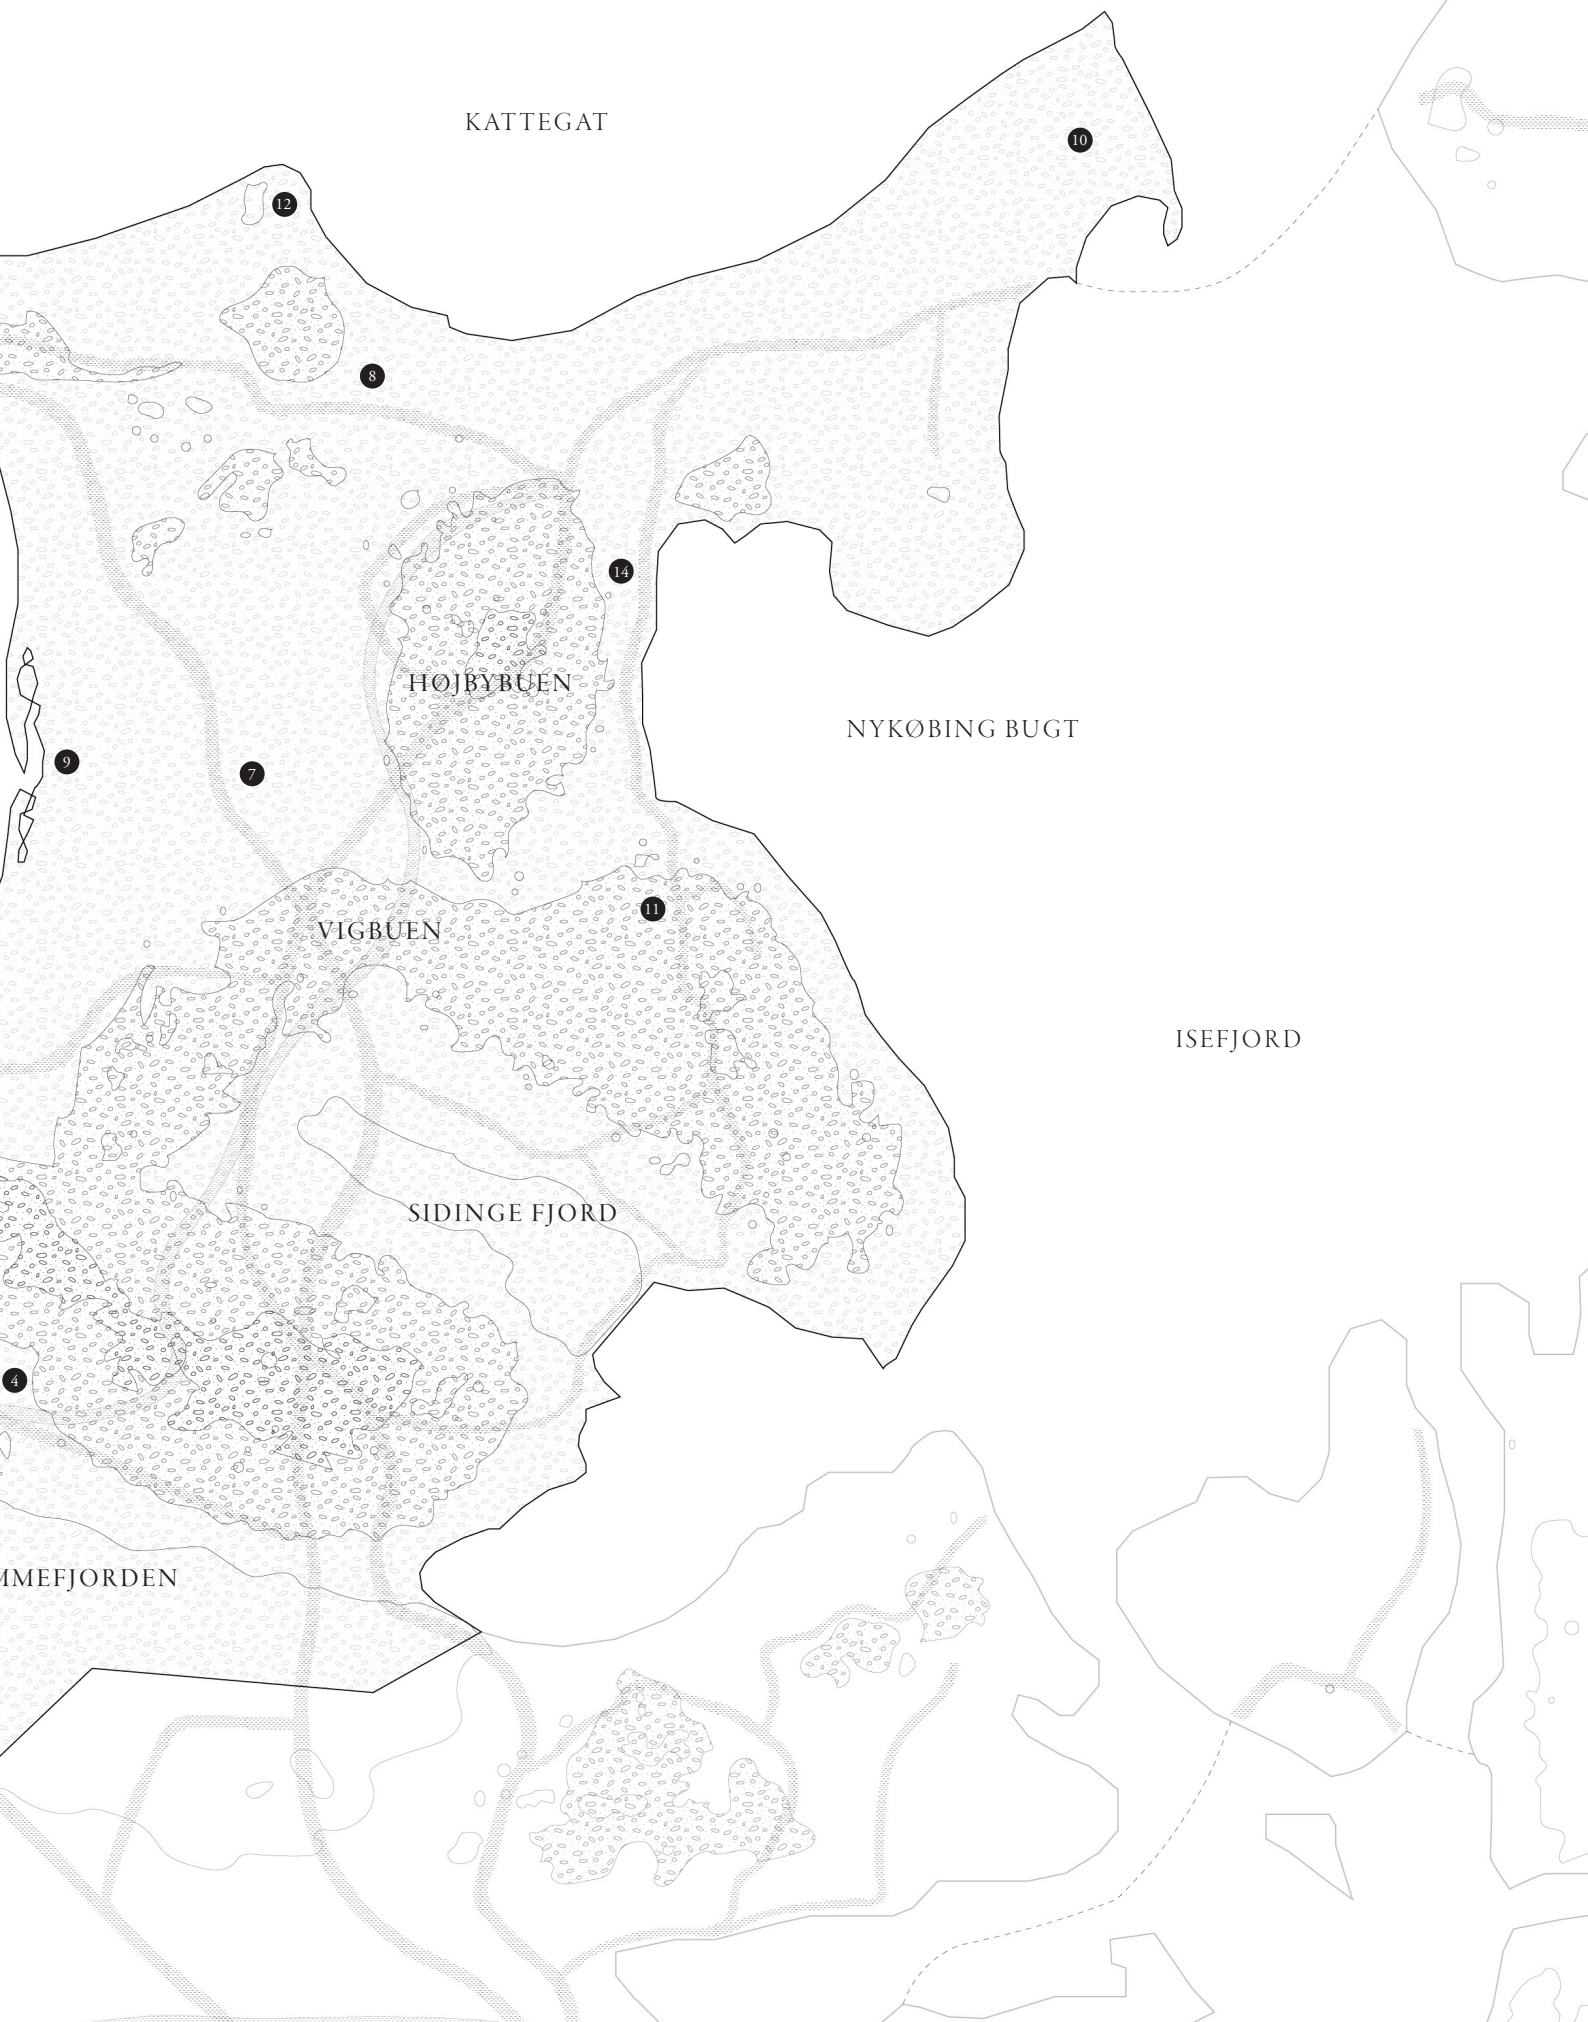 KATTEGAT
10
12
8
14
HØJBYBUEN
NYKØBING BUGT
9
7
11
VIGBUEN
ISEFJORD
SIDINGE FJORD
4
MMEFJORDEN